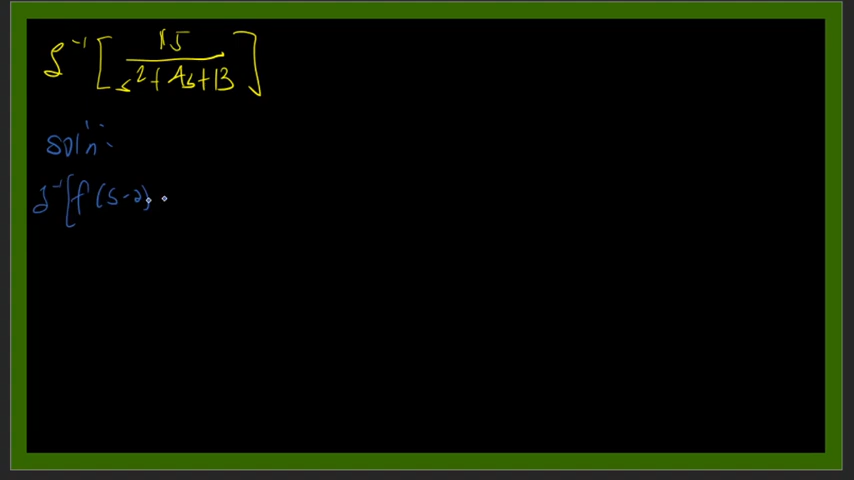 ℒ⁻¹ [ 15 / s² + 4s + 13 ]
Solⁿ:
ℒ⁻¹ [ f (s - a)